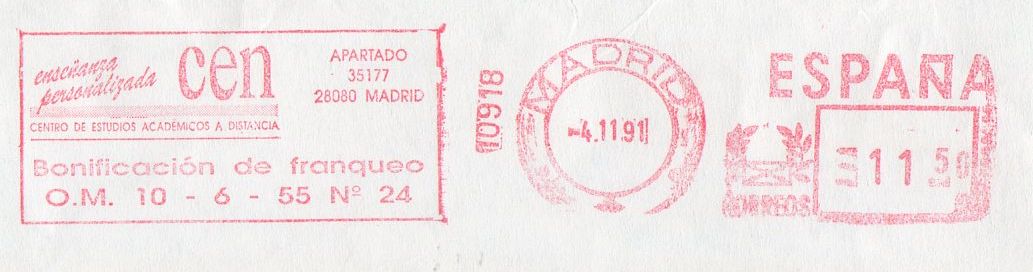 enseñanza
personalizada
cen
CENTRO DE ESTUDIOS ACADÉMICOS A DISTANCIA
APARTADO
35177
28080 MADRID
Bonificación de franqueo
O.M. 10 - 6 - 55 Nº 24
10918
MADRID
-4.11.91
ESPAÑA
CORREOS
11 50